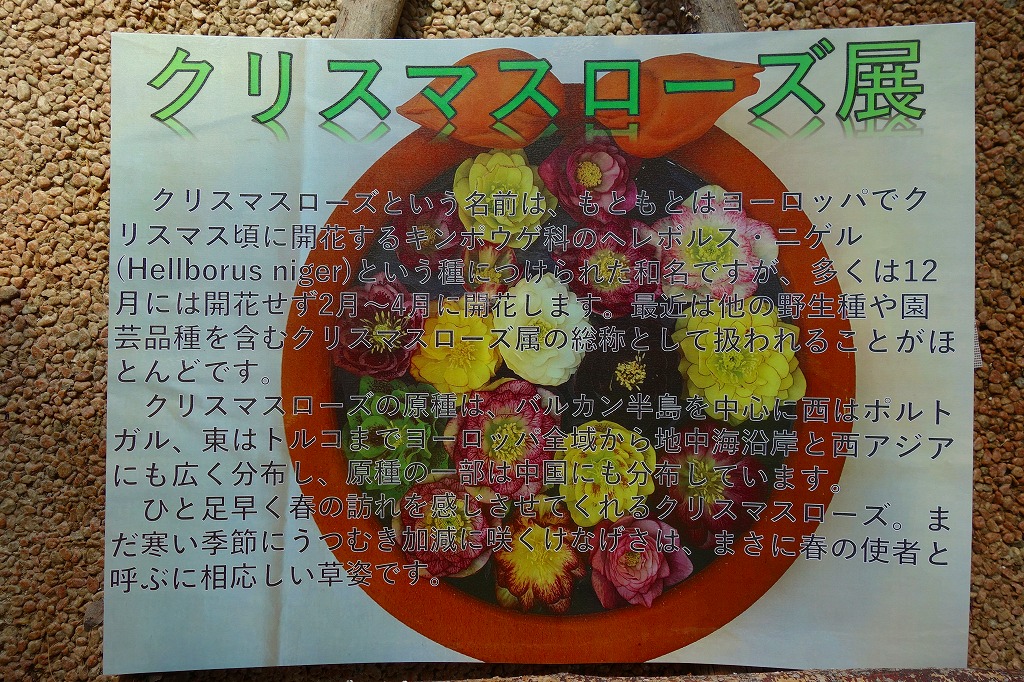 クリスマスローズ展
クリスマスローズという名前は、もともとはヨーロッパでク
リスマス頃に開花するキンポウゲ科のヘレボルス・ニゲル
(Hellborus niger)という種につけられた和名ですが、多くは12
月には開花せず2月～4月に開花します。最近は他の野生種や園
芸品種を含むクリスマスローズ属の総称として扱われることがほ
とんどです。
クリスマスローズの原種は、バルカン半島を中心に西はポルト
ガル、東はトルコまでヨーロッパ全域から地中海沿岸と西アジア
にも広く分布し、原種の一部は中国にも分布しています。
ひと足早く春の訪れを感じさせてくれるクリスマスローズ。ま
だ寒い季節にうつむき加減に咲くけなげさは、まさに春の使者と
呼ぶに相応しい草姿です。